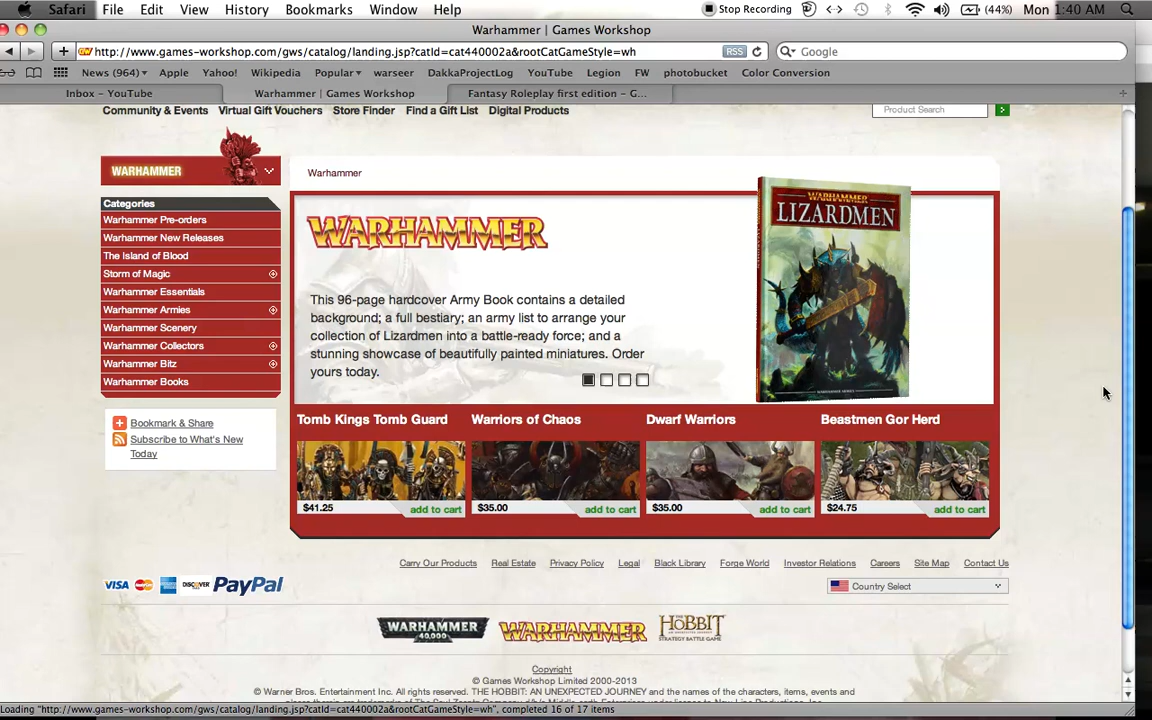 Safari File Edit View History Bookmarks Window Help Stop Recording (44%) Mon 1:40 AM
Warhammer | Games Workshop
http://www.games-workshop.com/gws/catalog/landing.jsp?catId=cat440002a&rootCatGameStyle=wh RSS Google
News (964) Apple Yahoo! Wikipedia Popular warseer DakkaProjectLog YouTube Legion FW photobucket Color Conversion
Inbox – YouTube Warhammer | Games Workshop Fantasy Roleplay first edition – G...
Community & Events Virtual Gift Vouchers Store Finder Find a Gift List Digital Products Product Search
WARHAMMER
Warhammer
Categories
Warhammer Pre-orders
Warhammer New Releases
The Island of Blood
Storm of Magic
Warhammer Essentials
Warhammer Armies
Warhammer Scenery
Warhammer Collectors
Warhammer Bitz
Warhammer Books
Bookmark & Share
Subscribe to What's New
Today
WARHAMMER
This 96-page hardcover Army Book contains a detailed
background; a full bestiary; an army list to arrange your
collection of Lizardmen into a battle-ready force; and a
stunning showcase of beautifully painted miniatures. Order
yours today.
WARHAMMER
LIZARDMEN
Tomb Kings Tomb Guard Warriors of Chaos Dwarf Warriors Beastmen Gor Herd
$41.25 add to cart $35.00 add to cart $35.00 add to cart $24.75 add to cart
Carry Our Products Real Estate Privacy Policy Legal Black Library Forge World Investor Relations Careers Site Map Contact Us
VISA DISCOVER PayPal
Country Select
WARHAMMER 40,000 WARHAMMER THE HOBBIT STRATEGY BATTLE GAME
Copyright
© Games Workshop Limited 2000-2013
© Warner Bros. Entertainment Inc. All rights reserved. THE HOBBIT: AN UNEXPECTED JOURNEY and the names of the characters, items, events and
Loading "http://www.games-workshop.com/gws/catalog/landing.jsp?catId=cat440002a&rootCatGameStyle=wh", completed 16 of 17 items